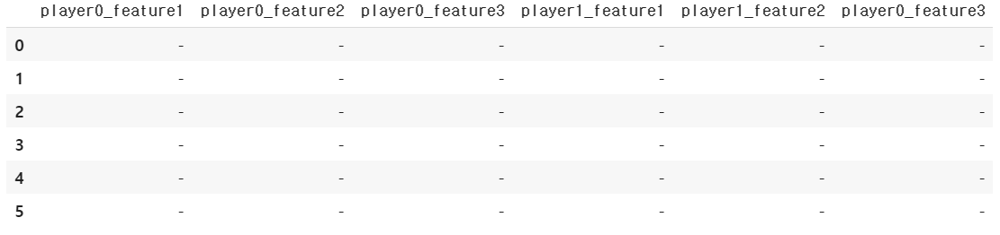 player0_feature1 player0_feature2 player0_feature3 player1_feature1 player1_feature2 player0_feature3
0 - - - - - -
1 - - - - - -
2 - - - - - -
3 - - - - - -
4 - - - - - -
5 - - - - - -